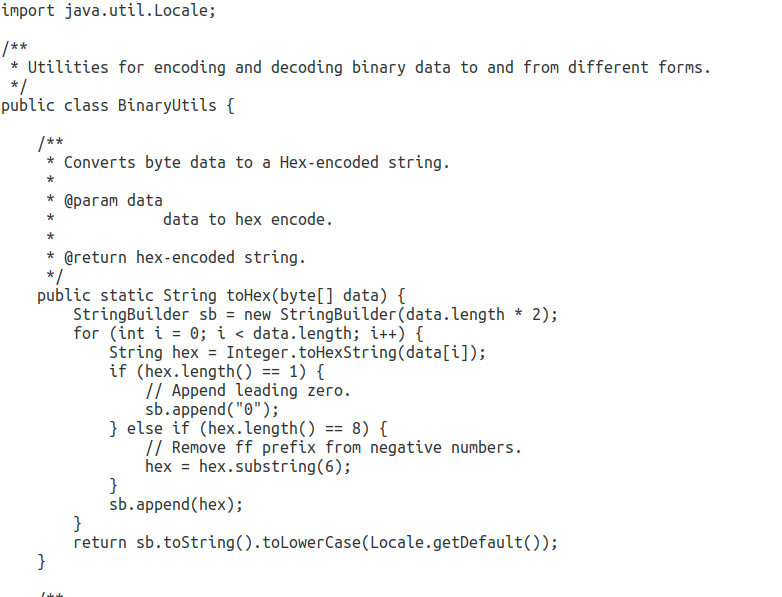 import java.util.Locale;

/**
 * Utilities for encoding and decoding binary data to and from different forms.
 */
public class BinaryUtils {

    /**
     * Converts byte data to a Hex-encoded string.
     *
     * @param data
     *            data to hex encode.
     *
     * @return hex-encoded string.
     */
    public static String toHex(byte[] data) {
        StringBuilder sb = new StringBuilder(data.length * 2);
        for (int i = 0; i < data.length; i++) {
            String hex = Integer.toHexString(data[i]);
            if (hex.length() == 1) {
                // Append leading zero.
                sb.append("0");
            } else if (hex.length() == 8) {
                // Remove ff prefix from negative numbers.
                hex = hex.substring(6);
            }
            sb.append(hex);
        }
        return sb.toString().toLowerCase(Locale.getDefault());
    }

    /**